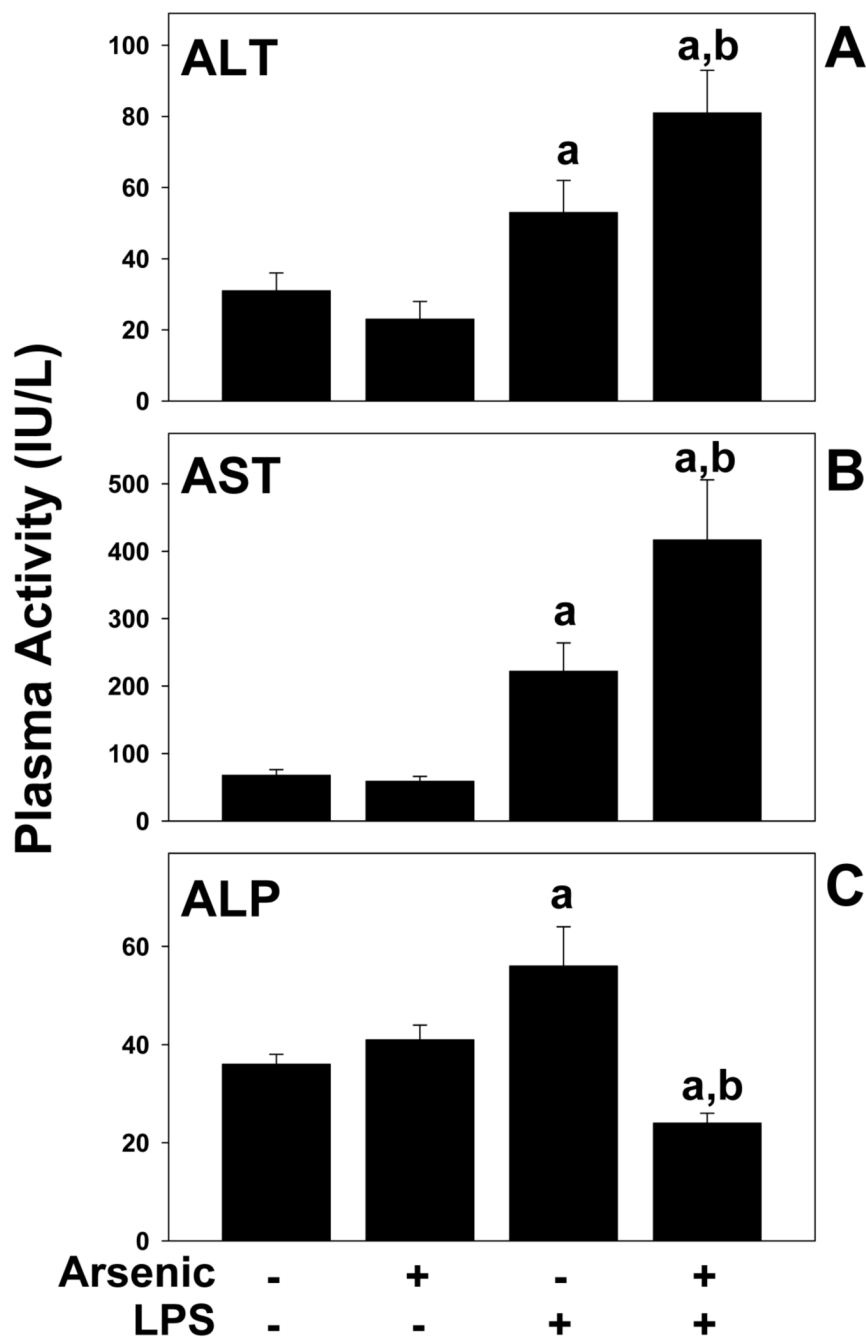 Plasma Activity (IU/L)
ALT
A
100
80
60
40
20
0
a
a,b
AST
B
500
400
300
200
100
0
a
a,b
ALP
C
60
40
20
0
a
a,b
Arsenic - + - +
LPS - - + +